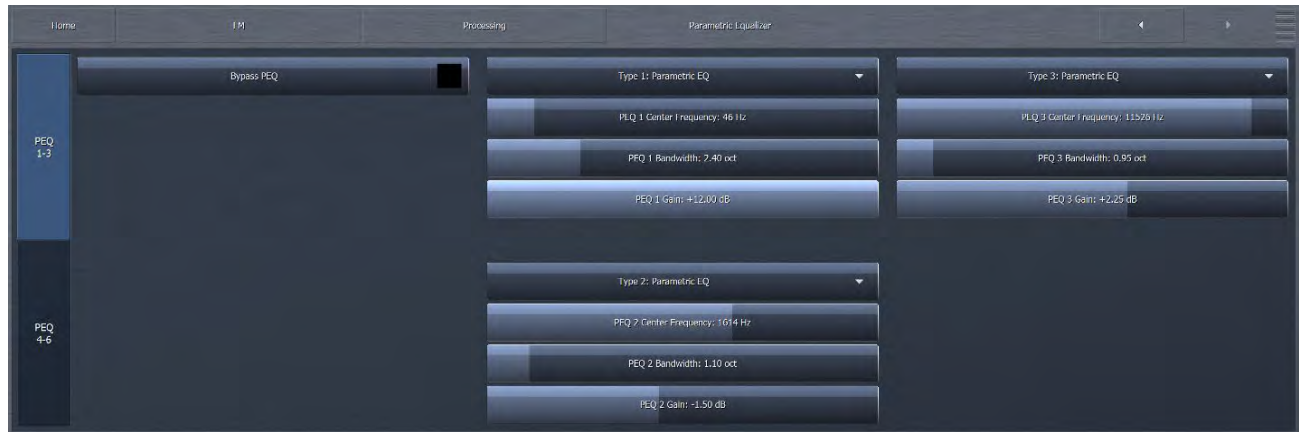 Home
FM
Processing
Parametric Equalizer
PEQ
1-3
PEQ
4-6
Bypass PEQ
Type 1: Parametric EQ
PEQ 1 Center Frequency: 46 Hz
PEQ 1 Bandwidth: 2.40 oct
PEQ 1 Gain: +12.00 dB
Type 2: Parametric EQ
PEQ 2 Center Frequency: 1614 Hz
PEQ 2 Bandwidth: 1.10 oct
PEQ 2 Gain: -1.50 dB
Type 3: Parametric EQ
PEQ 3 Center Frequency: 11526 Hz
PEQ 3 Bandwidth: 0.95 oct
PEQ 3 Gain: +2.25 dB